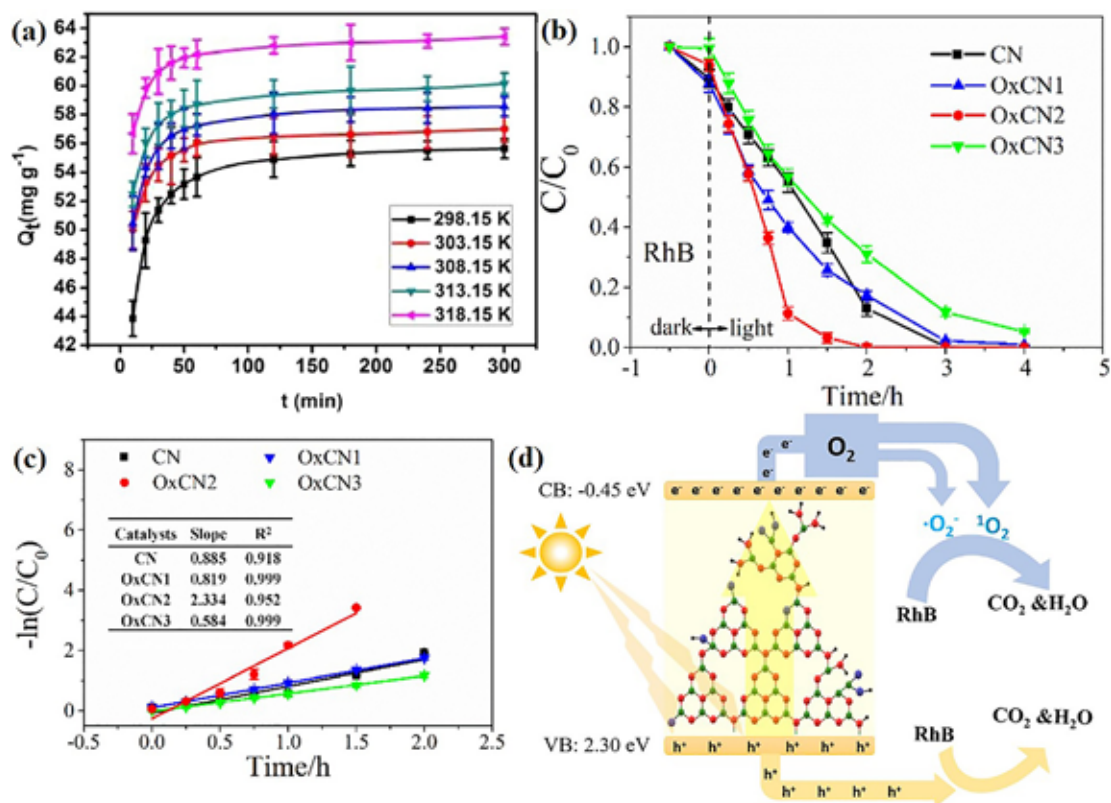 (a)
64
62
60
58
56
54
52
50
48
46
44
42
Qt(mg g-1)
298.15 K
303.15 K
308.15 K
313.15 K
318.15 K
0 50 100 150 200 250 300 350
t (min)
(b)
1.0
0.8
0.6
0.4
0.2
0.0
C/C0
CN
OxCN1
OxCN2
OxCN3
RhB
dark light
-1 0 1 2 3 4 5
Time/h
(c)
8
6
4
2
0
-ln(C/C0)
CN OxCN1
OxCN2 OxCN3
Catalysts Slope R2
CN 0.885 0.918
OxCN1 0.819 0.999
OxCN2 2.334 0.952
OxCN3 0.584 0.999
-0.5 0.0 0.5 1.0 1.5 2.0 2.5
Time/h
(d)
O2
e-
e-
e-
CB: -0.45 eV
e- e- e- e- e- e- e- e- e-
·O2- 1O2
RhB
CO2 &H2O
VB: 2.30 eV
h+ h+ h+ h+ h+ h+
h+
h+ h+ h+ h+
RhB
CO2 &H2O